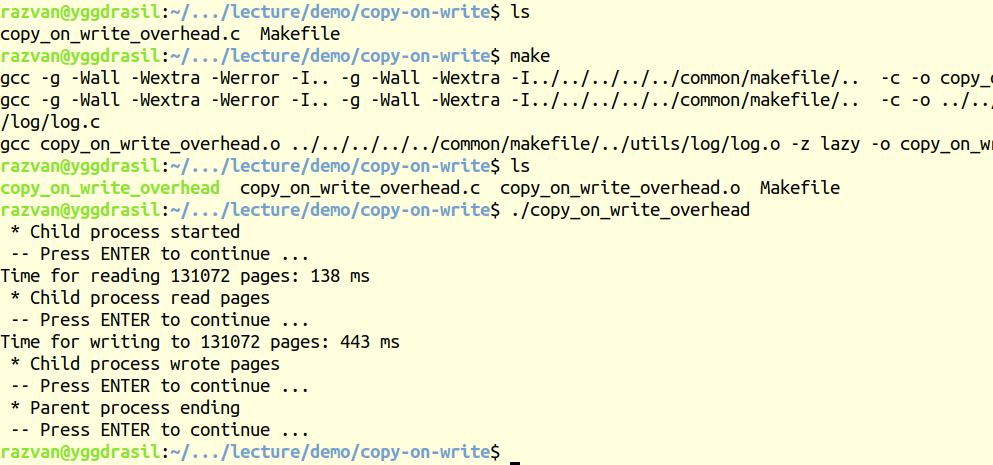 razvan@yggdrasil:~/.../lecture/demo/copy-on-write$ ls
copy_on_write_overhead.c  Makefile
razvan@yggdrasil:~/.../lecture/demo/copy-on-write$ make
gcc -g -Wall -Wextra -Werror -I.. -g -Wall -Wextra -I../../../../../common/makefile/..  -c -o copy_o
gcc -g -Wall -Wextra -Werror -I.. -g -Wall -Wextra -I../../../../../common/makefile/..  -c -o ../../
/log/log.c
gcc copy_on_write_overhead.o ../../../../../common/makefile/../utils/log/log.o -z lazy -o copy_on_wr
razvan@yggdrasil:~/.../lecture/demo/copy-on-write$ ls
copy_on_write_overhead  copy_on_write_overhead.c  copy_on_write_overhead.o  Makefile
razvan@yggdrasil:~/.../lecture/demo/copy-on-write$ ./copy_on_write_overhead
 * Child process started
 -- Press ENTER to continue ...
Time for reading 131072 pages: 138 ms
 * Child process read pages
 -- Press ENTER to continue ...
Time for writing to 131072 pages: 443 ms
 * Child process wrote pages
 -- Press ENTER to continue ...
 * Parent process ending
 -- Press ENTER to continue ...
razvan@yggdrasil:~/.../lecture/demo/copy-on-write$